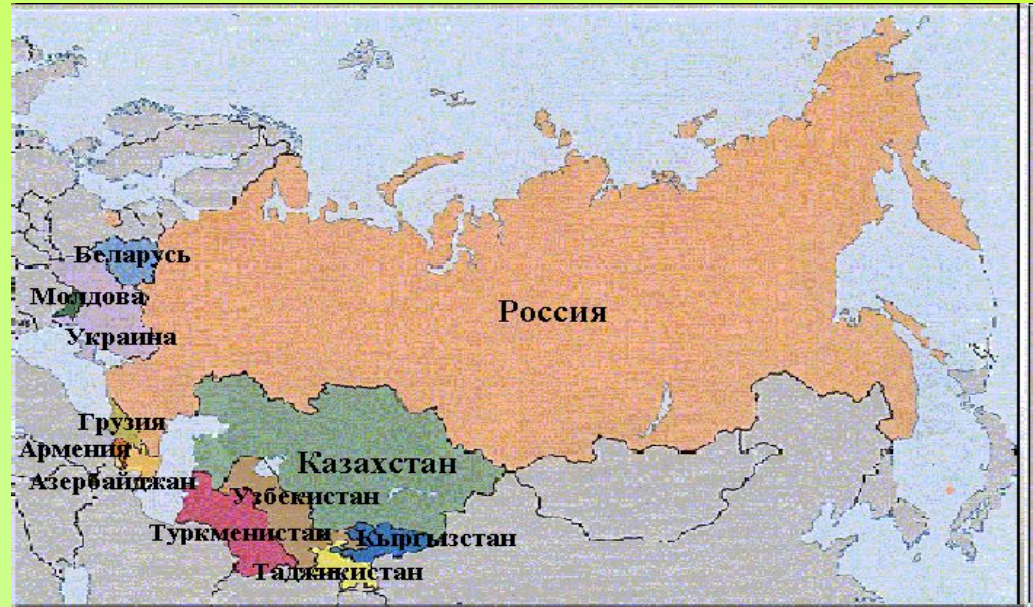 Беларусь
Молдова
Россия
Украина
Грузия
Армения
Казахстан
Азербайджан
Узбекистан
Туркменистан
Кыргызстан
Таджикистан